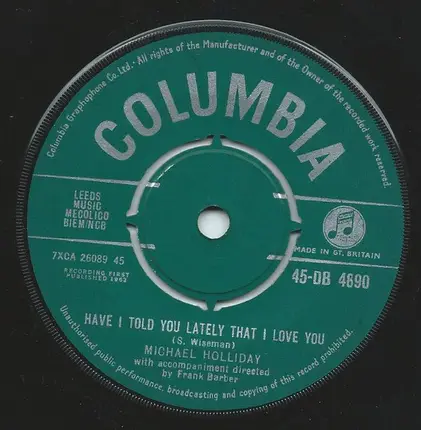 Columbia Graphophone Co. Ltd. · All rights of the Manufacturer and of the Owner of the recorded work reserved.
COLUMBIA
LEEDS
MUSIC
MECOLICO
BIEM/NCB
MADE IN GT. BRITAIN
7XCA 26089 45
RECORDING FIRST
PUBLISHED 1962
45-DB 4890
HAVE I TOLD YOU LATELY THAT I LOVE YOU
(S. Wiseman)
MICHAEL HOLLIDAY
with accompaniment directed
by Frank Barber
Unauthorised public performance, broadcasting and copying of this record prohibited.